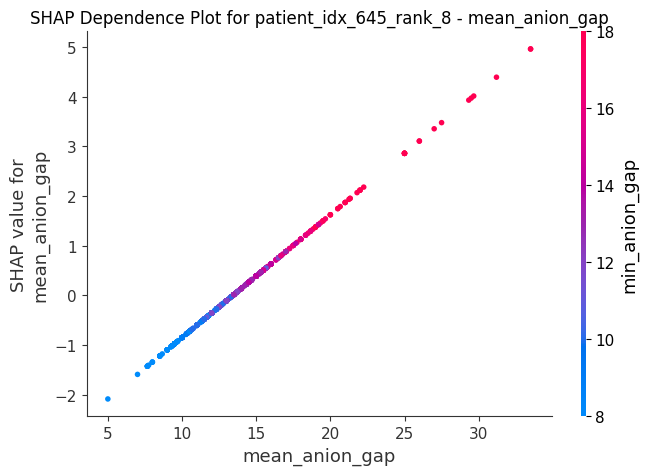 SHAP Dependence Plot for patient_idx_645_rank_8 - mean_anion_gap
5
4
3
2
1
0
−1
−2
SHAP value for
mean_anion_gap
5 10 15 20 25 30
mean_anion_gap
18
16
14
12
10
8
min_anion_gap